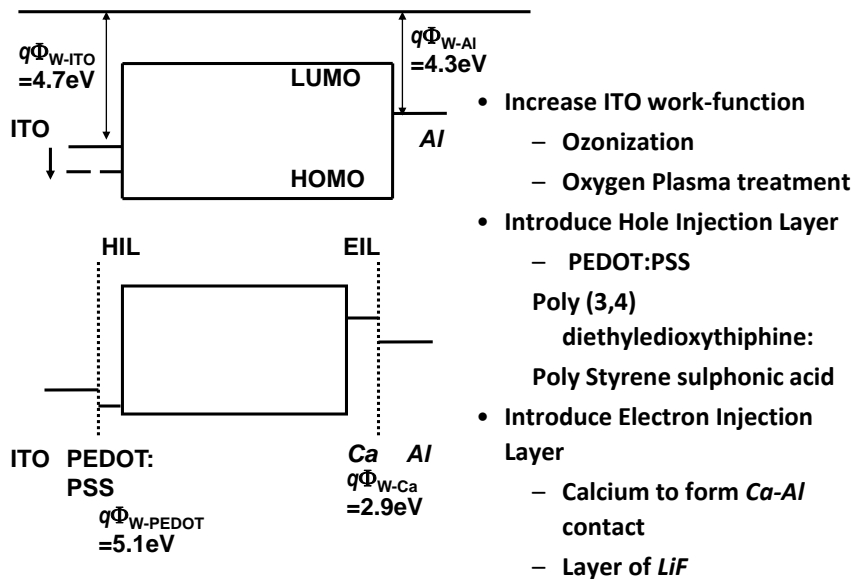 qΦW-ITO
=4.7eV
qΦW-Al
=4.3eV
LUMO
ITO
Al
HOMO
HIL
EIL
ITO PEDOT:
PSS
qΦW-PEDOT
=5.1eV
Ca Al
qΦW-Ca
=2.9eV
• Increase ITO work-function
– Ozonization
– Oxygen Plasma treatment
• Introduce Hole Injection Layer
– PEDOT:PSS
Poly (3,4)
diethyledioxythiphine:
Poly Styrene sulphonic acid
• Introduce Electron Injection
Layer
– Calcium to form Ca-Al
contact
– Layer of LiF